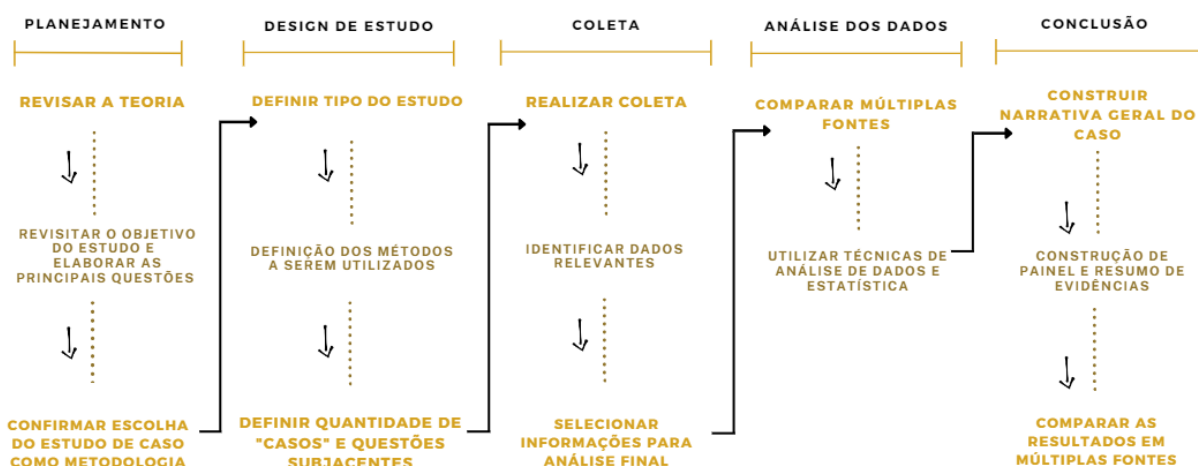 PLANEJAMENTO
REVISAR A TEORIA
REVISITAR O OBJETIVO
DO ESTUDO E
ELABORAR AS
PRINCIPAIS QUESTÕES
CONFIRMAR ESCOLHA
DO ESTUDO DE CASO
COMO METODOLOGIA
DESIGN DE ESTUDO
DEFINIR TIPO DO ESTUDO
DEFINIÇÃO DOS MÉTODOS
A SEREM UTILIZADOS
DEFINIR QUANTIDADE DE
"CASOS" E QUESTÕES
SUBJACENTES
COLETA
REALIZAR COLETA
IDENTIFICAR DADOS
RELEVANTES
SELECIONAR
INFORMAÇÕES PARA
ANÁLISE FINAL
ANÁLISE DOS DADOS
COMPARAR MÚLTIPLAS
FONTES
UTILIZAR TÉCNICAS DE
ANÁLISE DE DADOS E
ESTATÍSTICA
CONCLUSÃO
CONSTRUIR
NARRATIVA GERAL DO
CASO
CONSTRUÇÃO DE
PAINEL E RESUMO DE
EVIDÊNCIAS
COMPARAR AS
RESULTADOS EM
MÚLTIPLAS FONTES